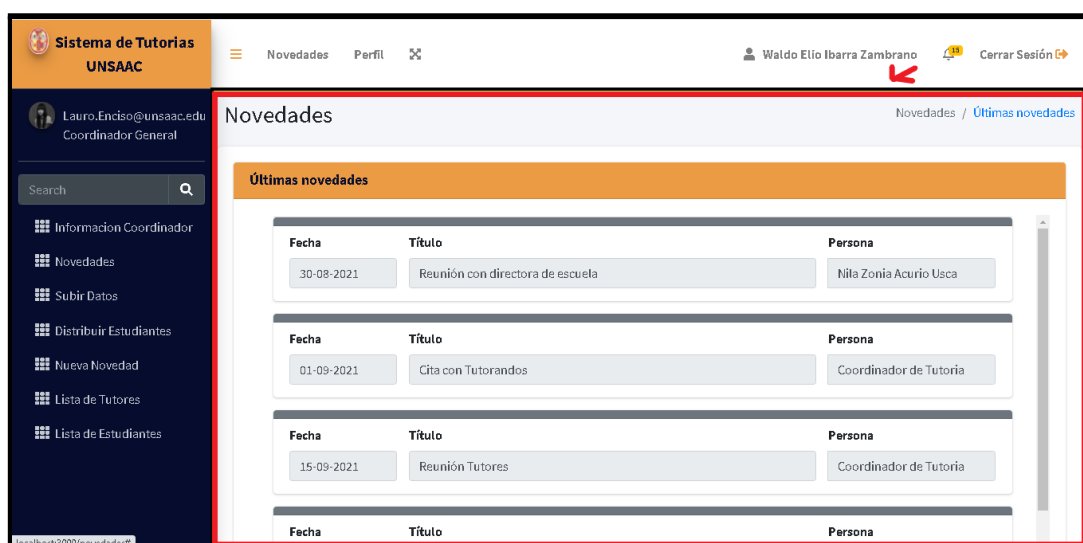 Sistema de Tutorias
UNSAAC
Novedades Perfil
Waldo Elio Ibarra Zambrano 15 Cerrar Sesión
Lauro.Enciso@unsaac.edu
Coordinador General
Search
Informacion Coordinador
Novedades
Subir Datos
Distribuir Estudiantes
Nueva Novedad
Lista de Tutores
Lista de Estudiantes
Novedades
Novedades / Últimas novedades
Últimas novedades
Fecha Título Persona
30-08-2021 Reunión con directora de escuela Nila Zonia Acurio Usca
Fecha Título Persona
01-09-2021 Cita con Tutorandos Coordinador de Tutoria
Fecha Título Persona
15-09-2021 Reunión Tutores Coordinador de Tutoria
Fecha Título Persona